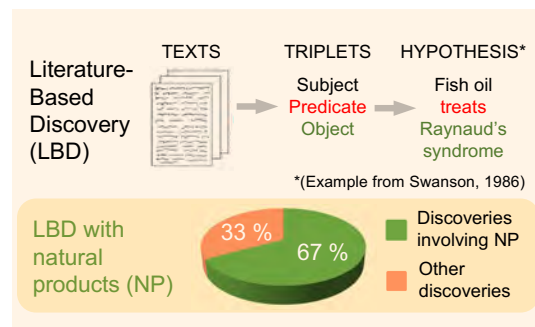 Literature-
Based
Discovery
(LBD)
TEXTS
TRIPLETS
Subject
Predicate
Object
HYPOTHESIS*
Fish oil
treats
Raynaud's
syndrome
*(Example from Swanson, 1986)
LBD with
natural
products (NP)
33 %
67 %
Discoveries
involving NP
Other
discoveries